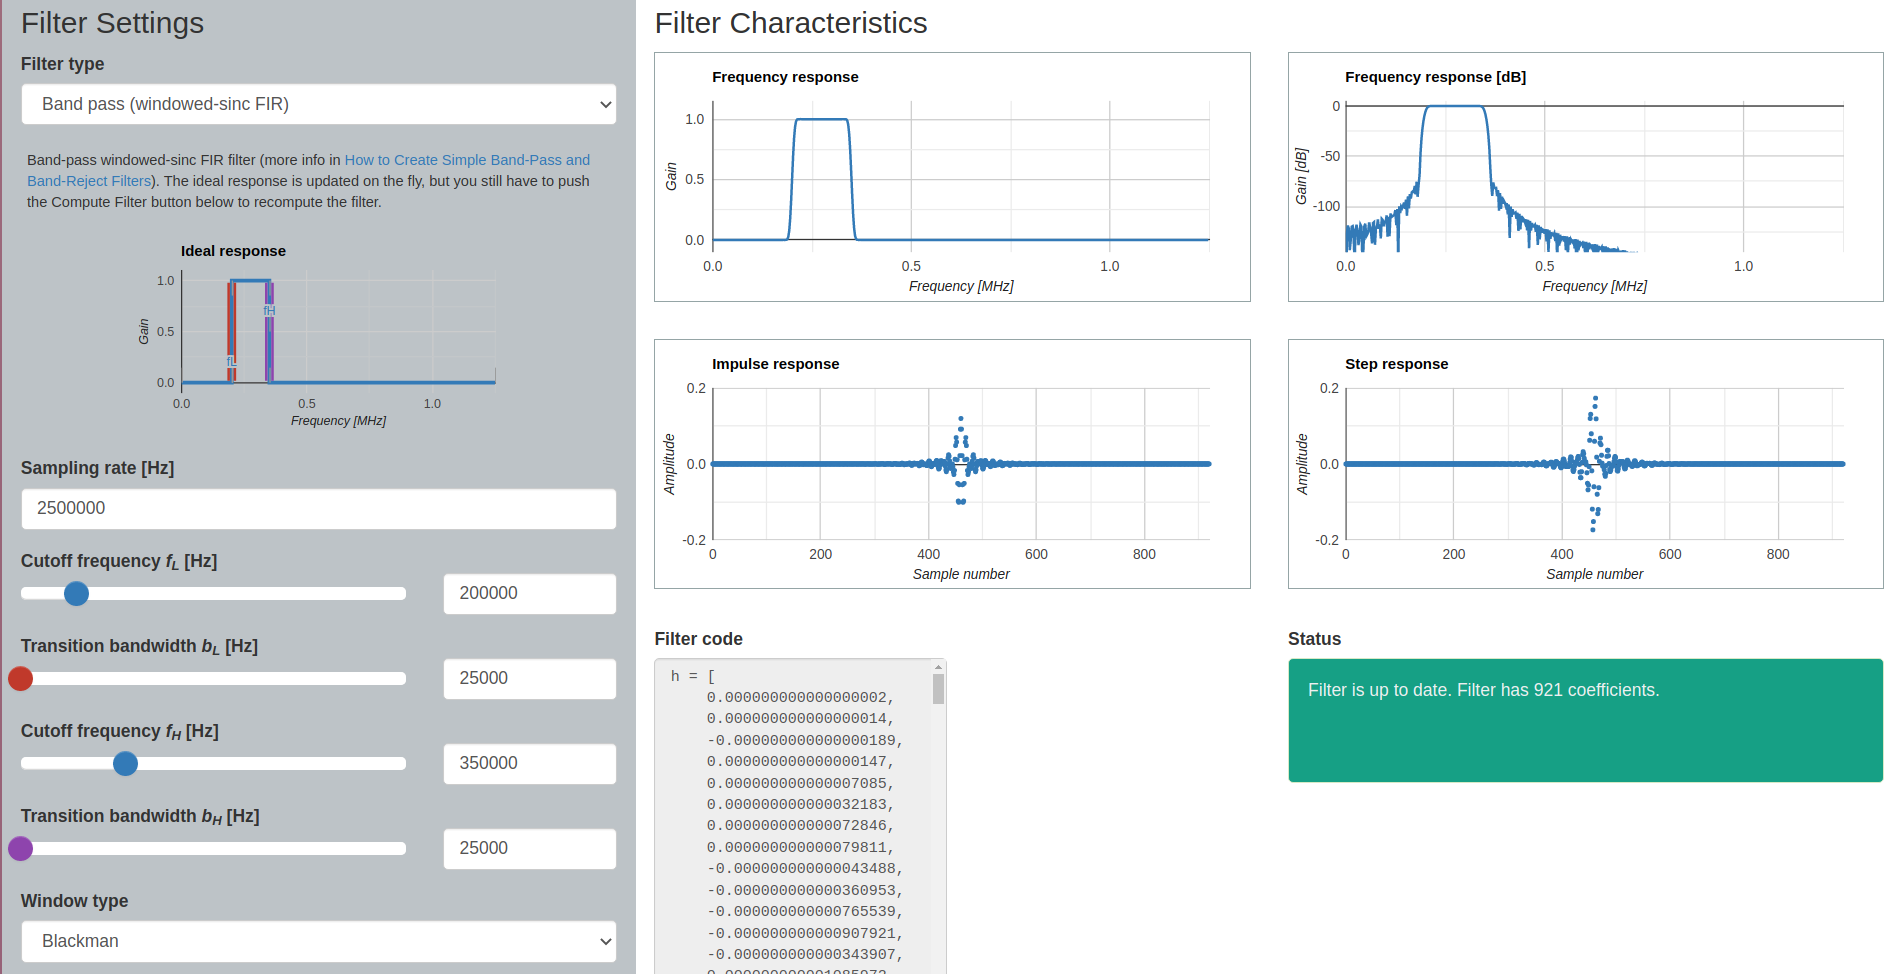 Filter Settings
Filter type
Band pass (windowed-sinc FIR)
Band-pass windowed-sinc FIR filter (more info in How to Create Simple Band-Pass and
Band-Reject Filters). The ideal response is updated on the fly, but you still have to push
the Compute Filter button below to recompute the filter.
Ideal response
1.0
0.5
0.0
Gain
fL
fH
0.0 0.5 1.0
Frequency [MHz]
Sampling rate [Hz]
2500000
Cutoff frequency fL [Hz]
200000
Transition bandwidth bL [Hz]
25000
Cutoff frequency fH [Hz]
350000
Transition bandwidth bH [Hz]
25000
Window type
Blackman
Filter Characteristics
Frequency response
1.0
0.5
0.0
Gain
0.0 0.5 1.0
Frequency [MHz]
Frequency response [dB]
0
-50
-100
Gain [dB]
0.0 0.5 1.0
Frequency [MHz]
Impulse response
0.2
0.0
-0.2
Amplitude
0 200 400 600 800
Sample number
Step response
0.2
0.0
-0.2
Amplitude
0 200 400 600 800
Sample number
Filter code
h = [
0.000000000000000002,
0.000000000000000014,
-0.000000000000000189,
0.000000000000000147,
0.000000000000007085,
0.000000000000032183,
0.000000000000072846,
0.000000000000079811,
-0.000000000000043488,
-0.000000000000360953,
-0.000000000000765539,
-0.000000000000907921,
-0.000000000000343907,
Status
Filter is up to date. Filter has 921 coefficients.